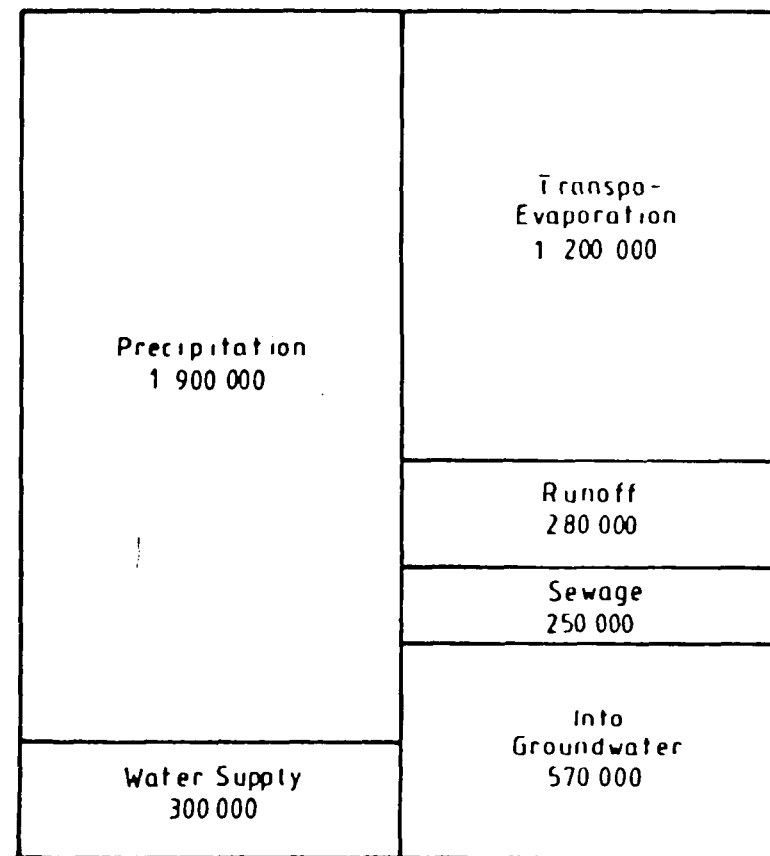 Precipitation
1 900 000
Water Supply
300 000
Transpo-
Evaporation
1 200 000
Runoff
280 000
Sewage
250 000
Into
Groundwater
570 000